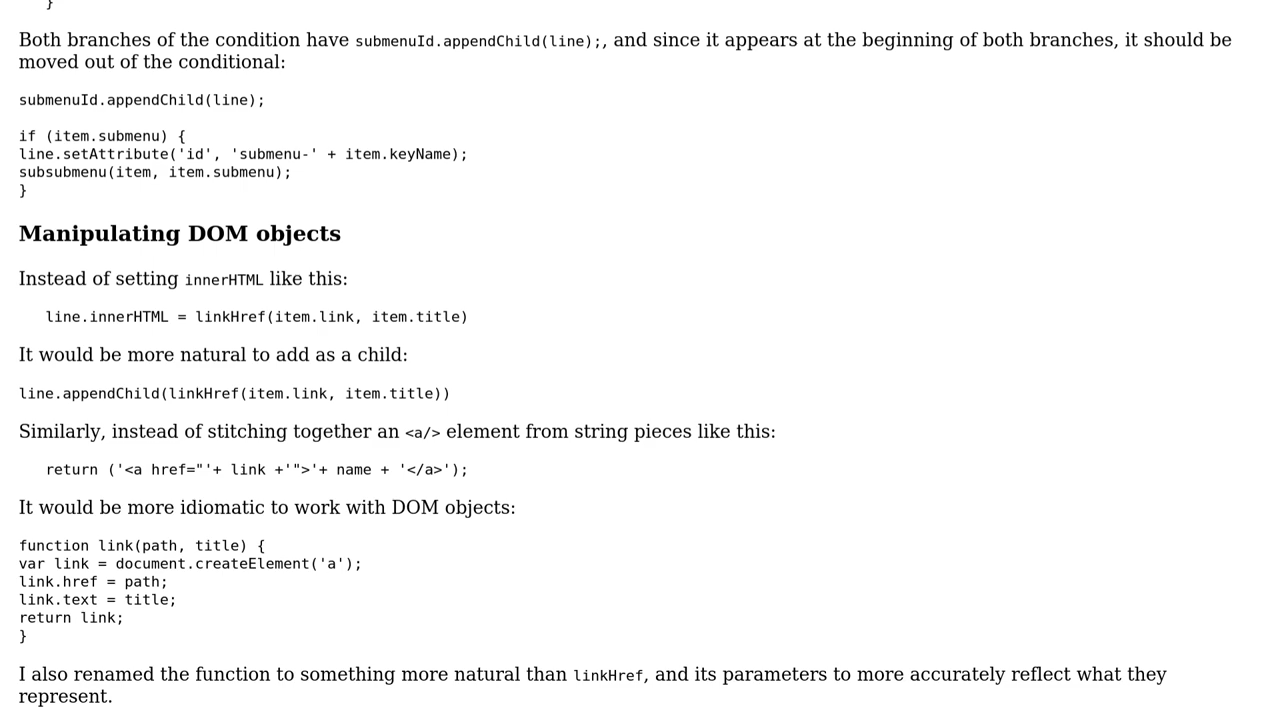 }
Both branches of the condition have submenuId.appendChild(line);, and since it appears at the beginning of both branches, it should be
moved out of the conditional:
submenuId.appendChild(line);
if (item.submenu) {
line.setAttribute('id', 'submenu-' + item.keyName);
subsubmenu(item, item.submenu);
}
Manipulating DOM objects
Instead of setting innerHTML like this:
line.innerHTML = linkHref(item.link, item.title)
It would be more natural to add as a child:
line.appendChild(linkHref(item.link, item.title))
Similarly, instead of stitching together an <a/> element from string pieces like this:
return ('<a href="'+ link +'">'+ name + '</a>');
It would be more idiomatic to work with DOM objects:
function link(path, title) {
var link = document.createElement('a');
link.href = path;
link.text = title;
return link;
}
I also renamed the function to something more natural than linkHref, and its parameters to more accurately reflect what they
represent.